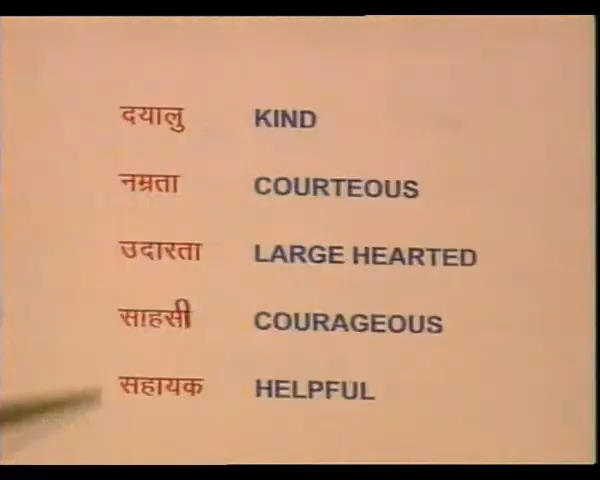 दयालु KIND
नम्रता COURTEOUS
उदारता LARGE HEARTED
साहसी COURAGEOUS
सहायक HELPFUL